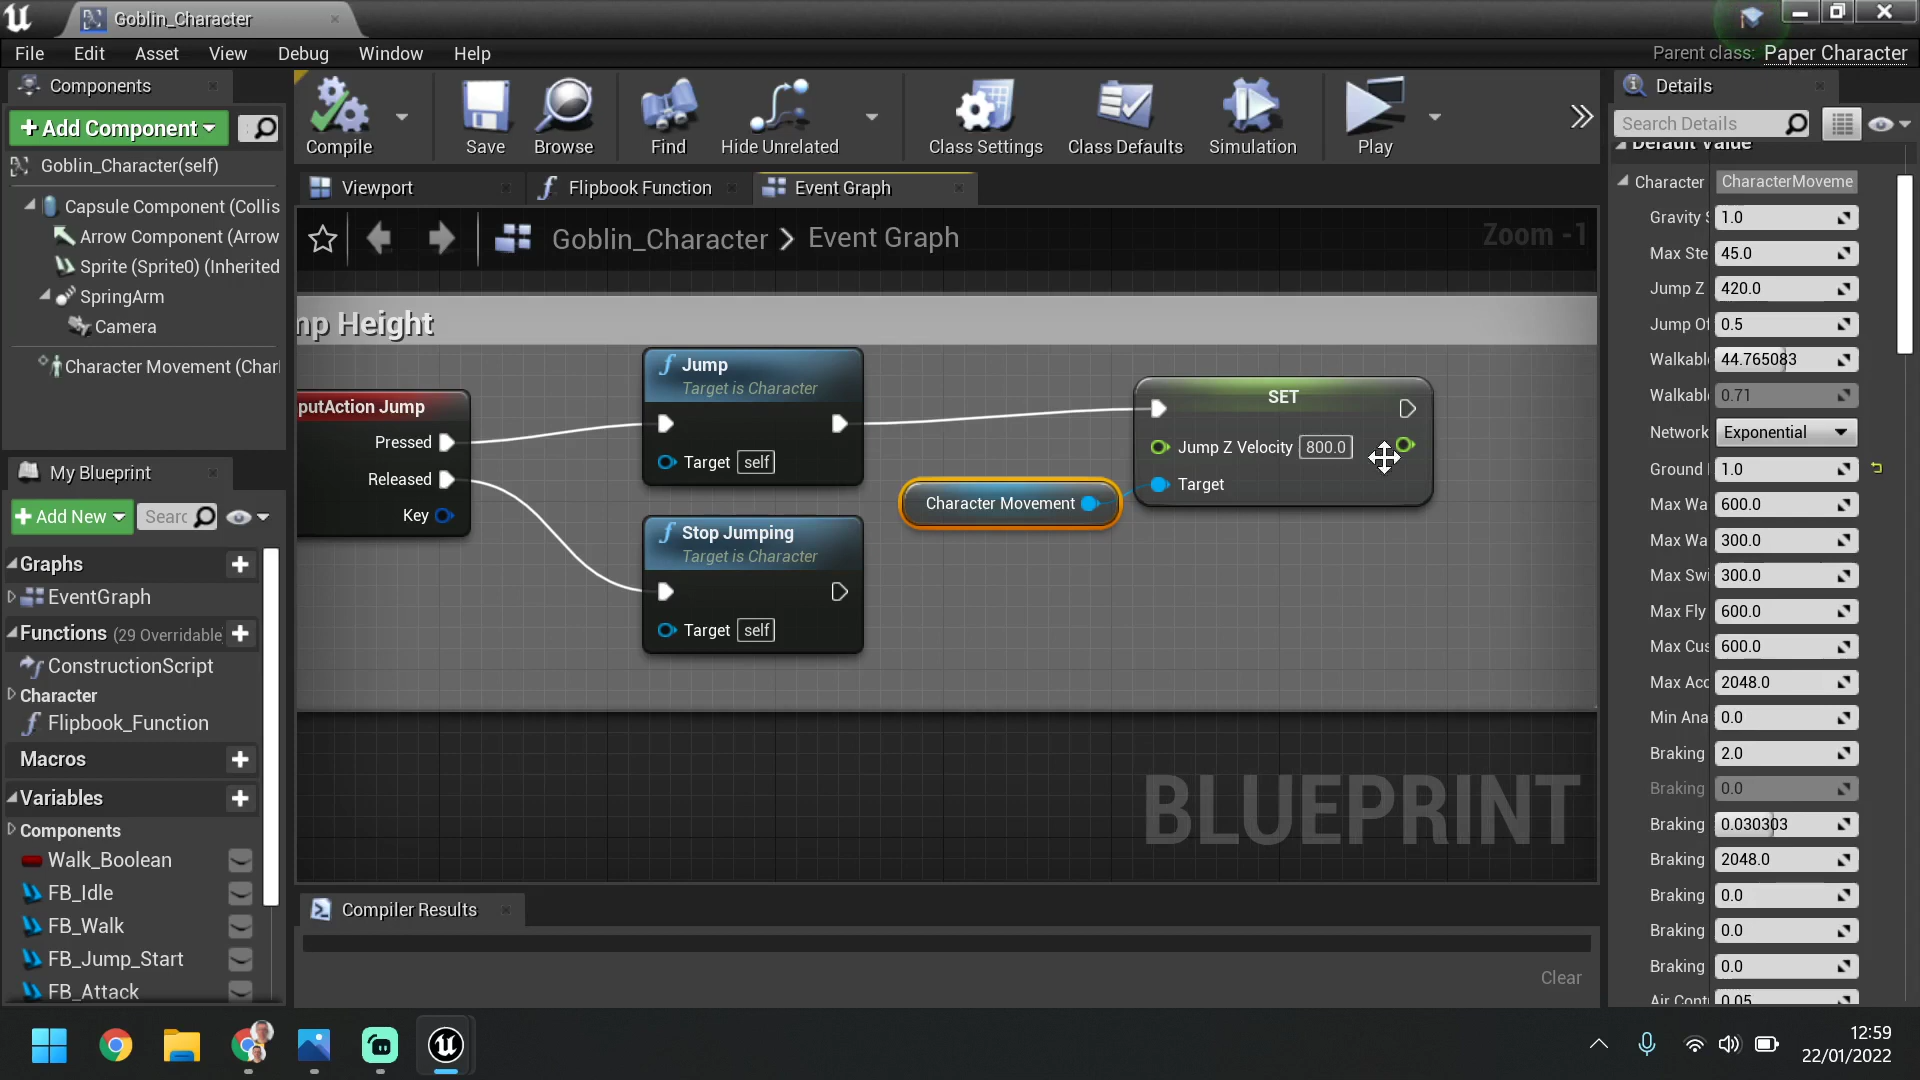 Goblin_Character
File Edit Asset View Debug Window Help
Parent class: Paper Character
Components
+ Add Component
Goblin_Character(self)
Capsule Component (Collis
Arrow Component (Arrow
Sprite (Sprite0) (Inherited
SpringArm
Camera
Character Movement (Char
My Blueprint
+ Add New
Searc
Graphs
EventGraph
Functions (29 Overridable
ConstructionScript
Character
Flipbook_Function
Macros
Variables
Components
Walk_Boolean
FB_Idle
FB_Walk
FB_Jump_Start
FB_Attack
Compile
Save
Browse
Find
Hide Unrelated
Class Settings
Class Defaults
Simulation
Play
Viewport
Flipbook Function
Event Graph
Goblin_Character > Event Graph
Zoom -1
mp Height
putAction Jump
Pressed
Released
Key
Jump
Target is Character
Target self
Stop Jumping
Target is Character
Target self
Character Movement
SET
Jump Z Velocity 800.0
Target
BLUEPRINT
Compiler Results
Clear
Details
Search Details
Default Value
Character CharacterMoveme
Gravity S 1.0
Max Ste 45.0
Jump Z 420.0
Jump Of 0.5
Walkabl 44.765083
Walkabl 0.71
Network Exponential
Ground 1.0
Max Wa 600.0
Max Wa 300.0
Max Swi 300.0
Max Fly 600.0
Max Cus 600.0
Max Acc 2048.0
Min Ana 0.0
Braking 2.0
Braking 0.0
Braking 0.030303
Braking 2048.0
Braking 0.0
Braking 0.0
Braking 0.0
Air Cont 0.05
12:59
22/01/2022